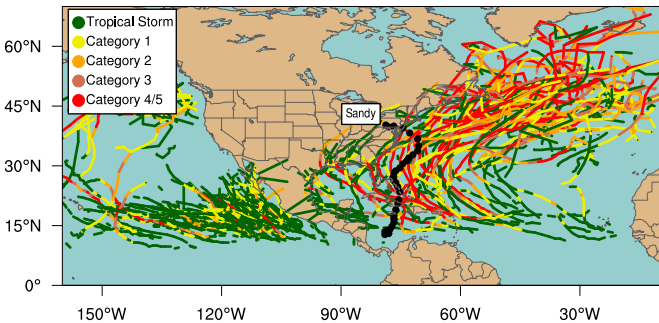 Tropical Storm
Category 1
Category 2
Category 3
Category 4/5
Sandy
60°N
45°N
30°N
15°N
0°
150°W
120°W
90°W
60°W
30°W